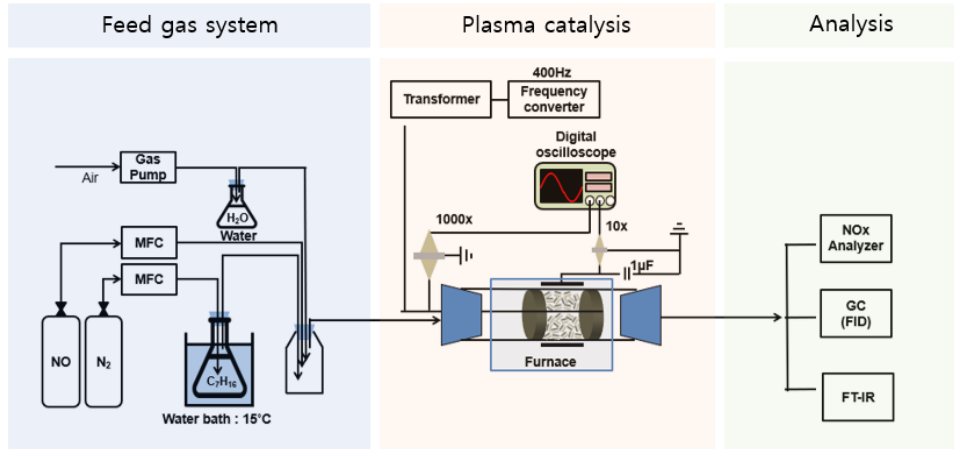 Feed gas system
Plasma catalysis
Analysis
Air
Gas
Pump
H₂O
Water
MFC
MFC
NO
N₂
C₇H₁₆
Water bath : 15°C
400Hz
Transformer
Frequency
converter
Digital
oscilloscope
1000x
10x
1µF
Furnace
NOx
Analyzer
GC
(FID)
FT-IR